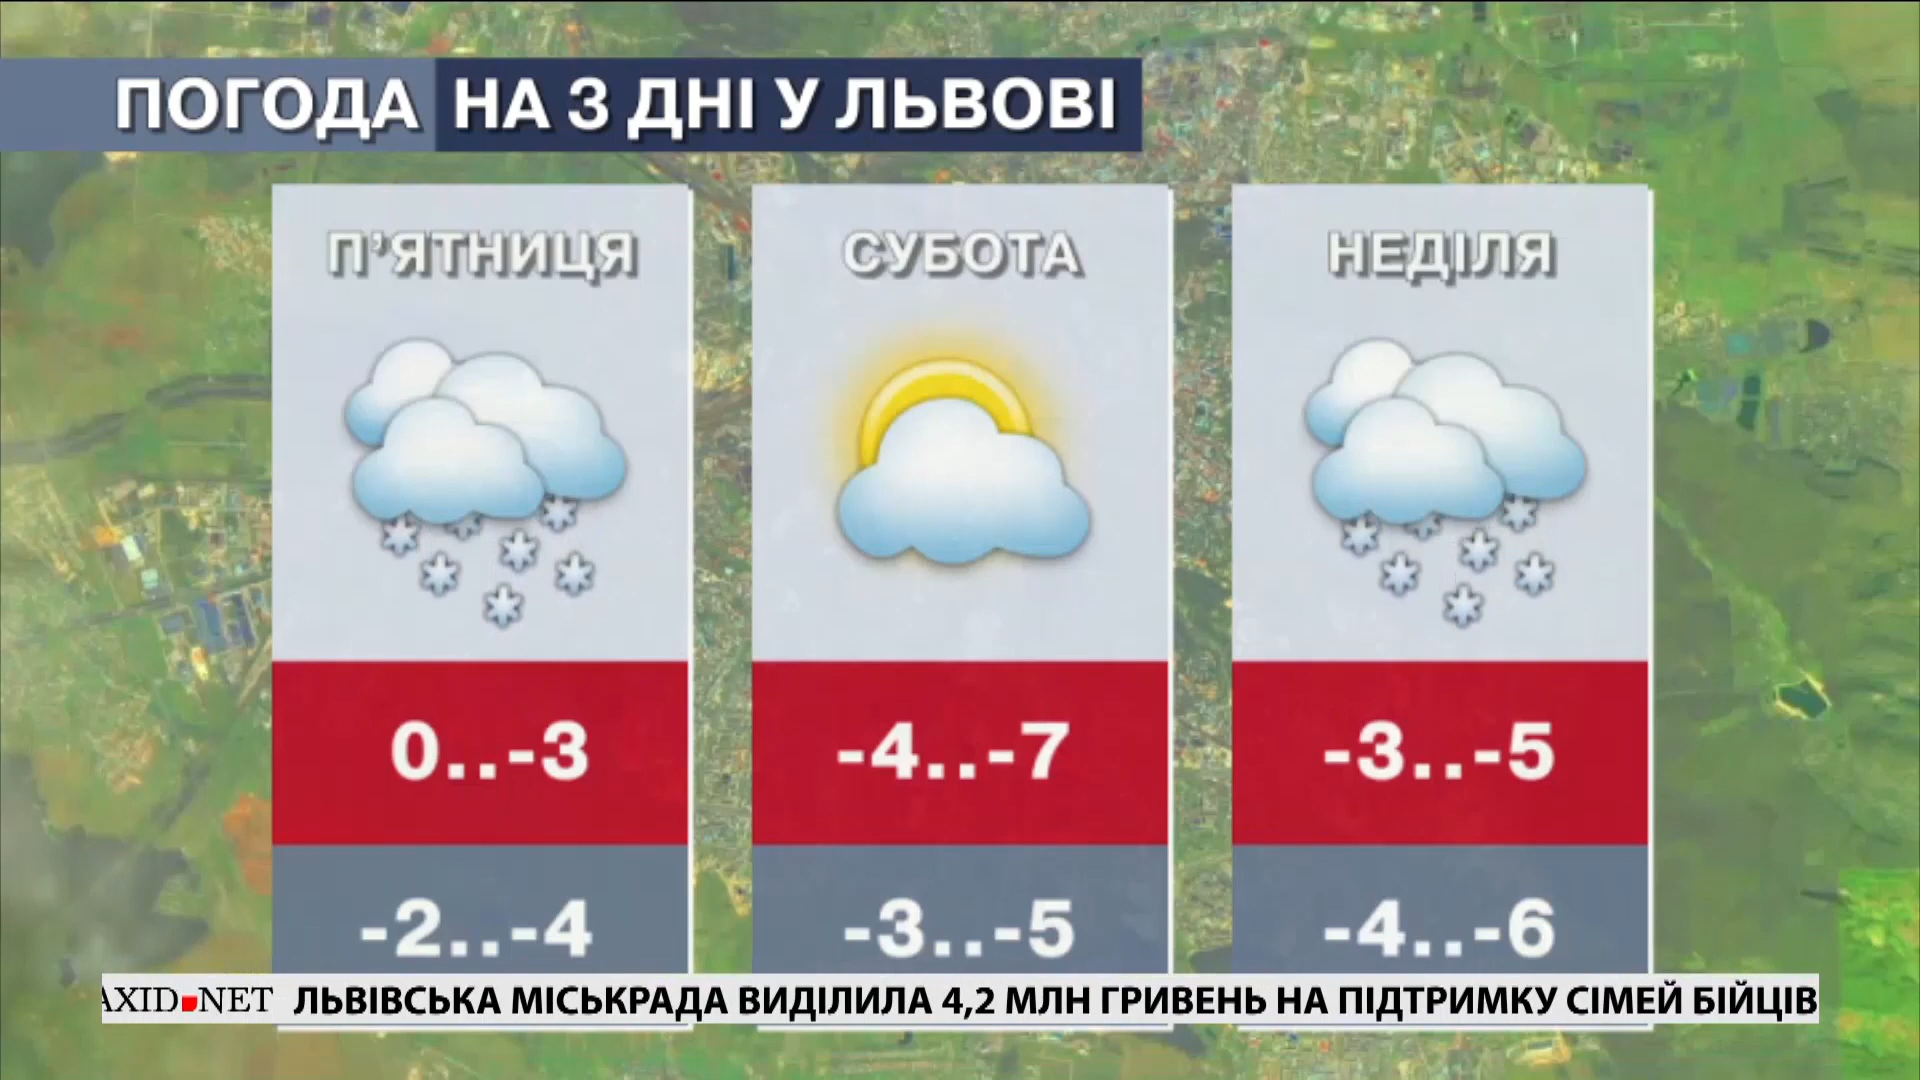 ПОГОДА НА 3 ДНІ У ЛЬВОВІ
П’ЯТНИЦЯ
0..-3
-2..-4
СУБОТА
-4..-7
-3..-5
НЕДІЛЯ
-3..-5
-4..-6
AXID.NET ЛЬВІВСЬКА МІСЬКРАДА ВИДІЛИЛА 4,2 МЛН ГРИВЕНЬ НА ПІДТРИМКУ СІМЕЙ БІЙЦІВ